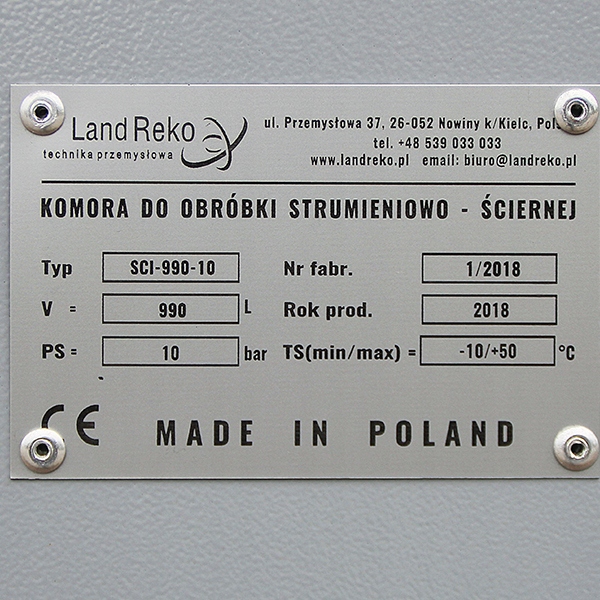 Land Reko
technika przemysłowa
ul. Przemysłowa 37, 26-052 Nowiny k/Kielc,
tel. +48 539 033 033
www.landreko.pl email: biuro@landreko.pl
KOMORA DO OBRÓBKI STRUMIENIOWO - ŚCIERNEJ
Typ SCI-990-10 Nr fabr. 1/2018
V = 990 L Rok prod. 2018
PS = 10 bar TS(min/max) = -10/+50 °C
CE MADE IN POLAND